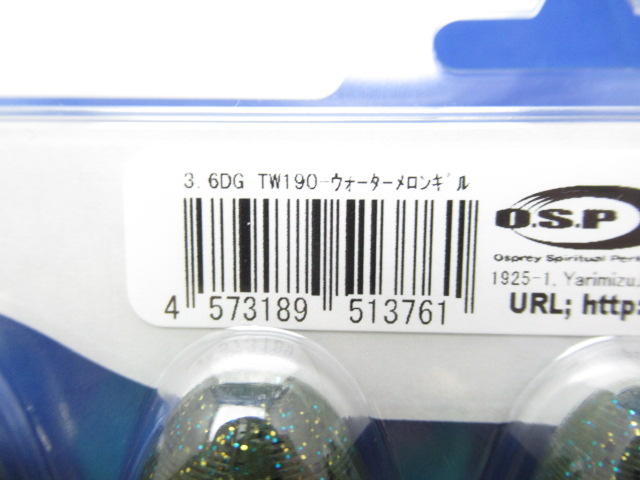 3.6DG TW190-ｳｫｰﾀｰﾒﾛﾝｷﾞﾙ
4 573189 513761
O.S.P
Osprey Spiritual
1925-1, Yarimizu,
URL; http: